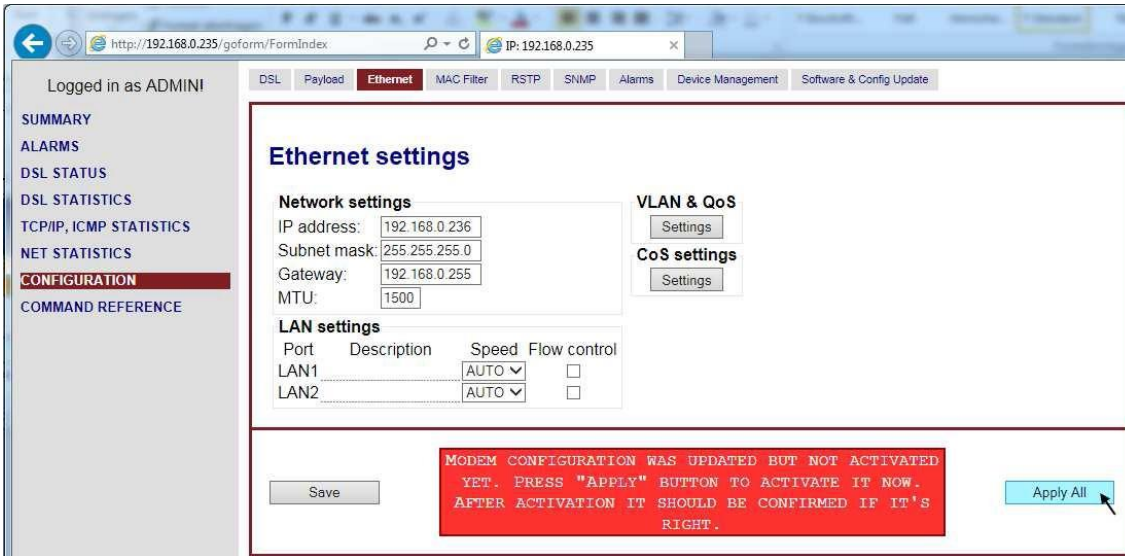 http://192.168.0.235/goform/FormIndex
IP: 192.168.0.235
Logged in as ADMIN!
SUMMARY
ALARMS
DSL STATUS
DSL STATISTICS
TCP/IP, ICMP STATISTICS
NET STATISTICS
CONFIGURATION
COMMAND REFERENCE
DSL Payload Ethernet MAC Filter RSTP SNMP Alarms Device Management Software & Config Update
Ethernet settings
Network settings
IP address: 192.168.0.236
Subnet mask: 255.255.255.0
Gateway: 192.168.0.255
MTU: 1500
VLAN & QoS
Settings
CoS settings
Settings
LAN settings
Port Description Speed Flow control
LAN1 AUTO
LAN2 AUTO
Save
MODEM CONFIGURATION WAS UPDATED BUT NOT ACTIVATED
YET. PRESS "APPLY" BUTTON TO ACTIVATE IT NOW.
AFTER ACTIVATION IT SHOULD BE CONFIRMED IF IT'S
RIGHT.
Apply All